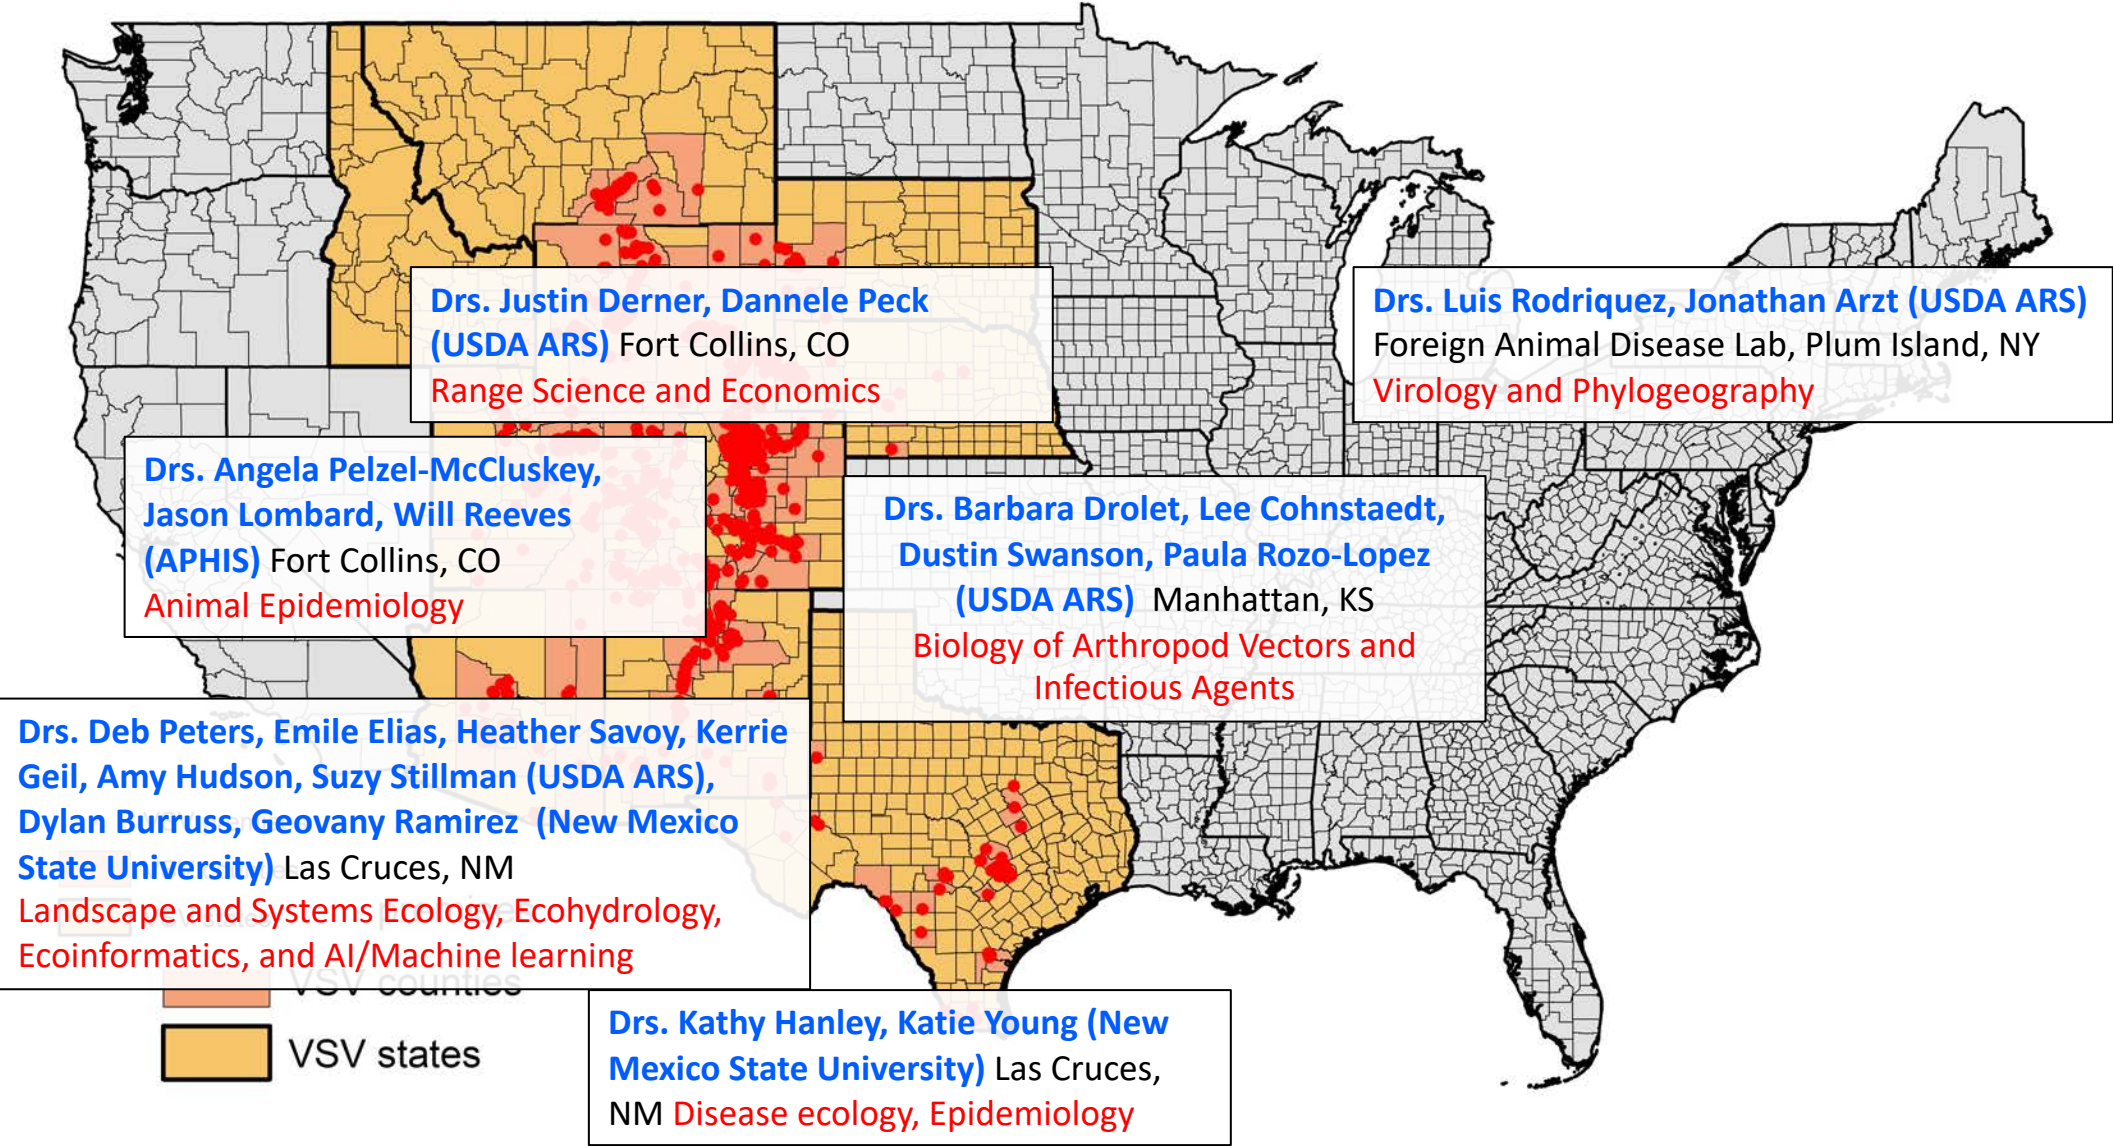 Drs. Justin Derner, Dannele Peck
(USDA ARS) Fort Collins, CO
Range Science and Economics
Drs. Luis Rodriquez, Jonathan Arzt (USDA ARS)
Foreign Animal Disease Lab, Plum Island, NY
Virology and Phylogeography
Drs. Angela Pelzel-McCluskey,
Jason Lombard, Will Reeves
(APHIS) Fort Collins, CO
Animal Epidemiology
Drs. Barbara Drolet, Lee Cohnstaedt,
Dustin Swanson, Paula Rozo-Lopez
(USDA ARS) Manhattan, KS
Biology of Arthropod Vectors and
Infectious Agents
Drs. Deb Peters, Emile Elias, Heather Savoy, Kerrie
Geil, Amy Hudson, Suzy Stillman (USDA ARS),
Dylan Burruss, Geovany Ramirez (New Mexico
State University) Las Cruces, NM
Landscape and Systems Ecology, Ecohydrology,
Ecoinformatics, and AI/Machine learning
VSV counties
VSV states
Drs. Kathy Hanley, Katie Young (New
Mexico State University) Las Cruces,
NM Disease ecology, Epidemiology